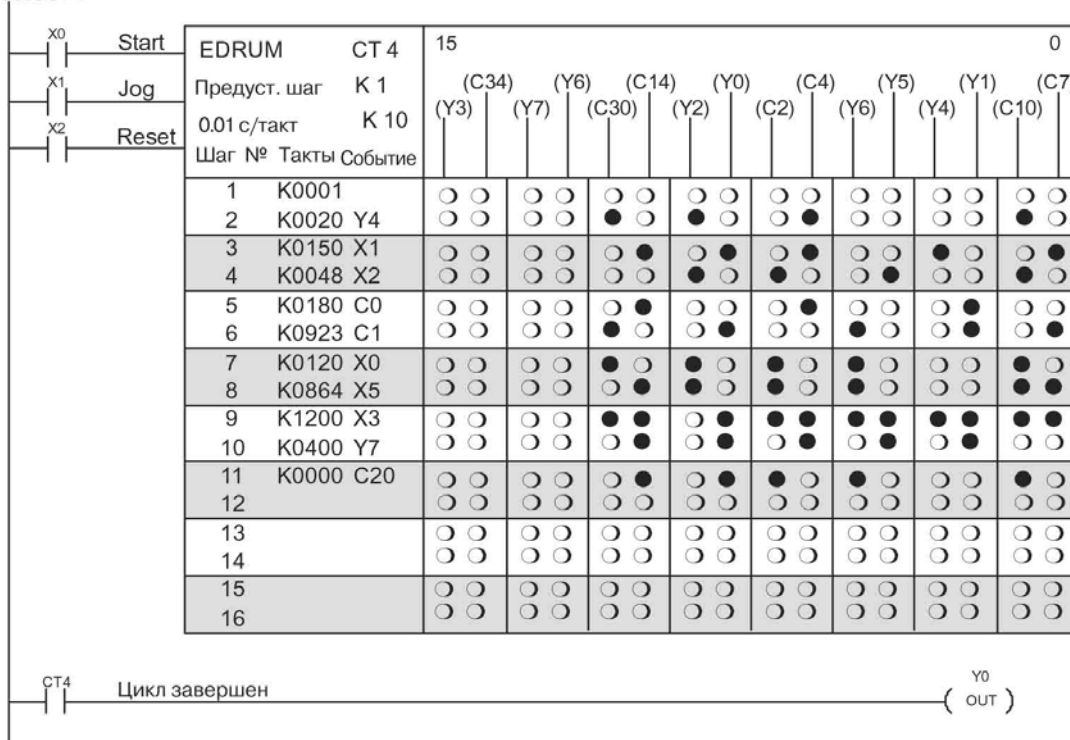 X0 Start
X1 Jog
X2 Reset
EDRUM CT 4
Предуст. шаг K 1
0.01 с/такт K 10
Шаг № Такты Событие
15 0
(C34) (Y6) (C14) (Y0) (C4) (Y5) (Y1) (C7
(Y3) (Y7) (C30) (Y2) (C2) (Y6) (Y4) (C10)
1 K0001
2 K0020 Y4
3 K0150 X1
4 K0048 X2
5 K0180 C0
6 K0923 C1
7 K0120 X0
8 K0864 X5
9 K1200 X3
10 K0400 Y7
11 K0000 C20
12
13
14
15
16
CT4 Цикл завершен Y0
OUT